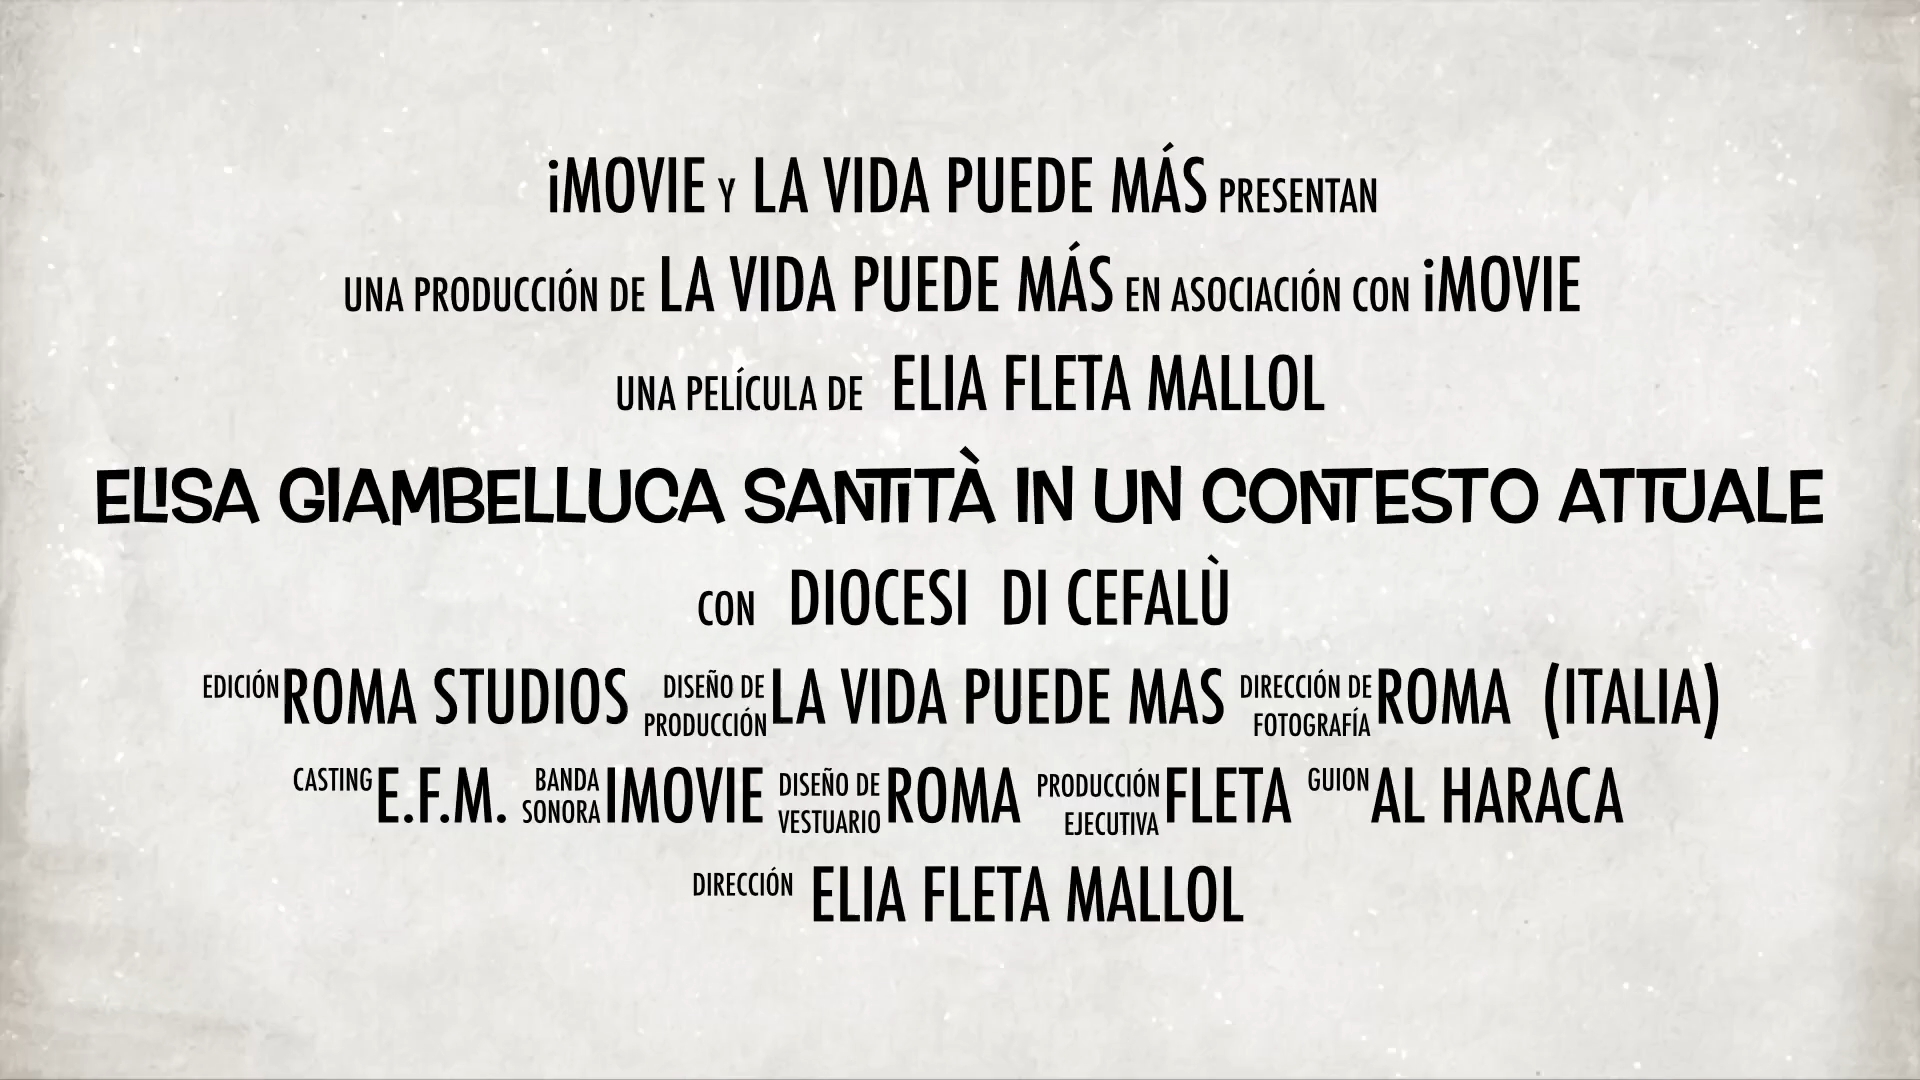 iMOVIE Y LA VIDA PUEDE MÁS PRESENTAN
UNA PRODUCCIÓN DE LA VIDA PUEDE MÁS EN ASOCIACIÓN CON iMOVIE
UNA PELÍCULA DE ELIA FLETA MALLOL
ELISA GIAMBELLUCA SANTITÀ IN UN CONTESTO ATTUALE
CON DIOCESI DI CEFALÙ
EDICIÓN ROMA STUDIOS DISEÑO DE PRODUCCIÓN LA VIDA PUEDE MAS DIRECCIÓN DE FOTOGRAFÍA ROMA (ITALIA)
CASTING E.F.M. BANDA SONORA IMOVIE DISEÑO DE VESTUARIO ROMA PRODUCCIÓN EJECUTIVA FLETA GUION AL HARACA
DIRECCIÓN ELIA FLETA MALLOL